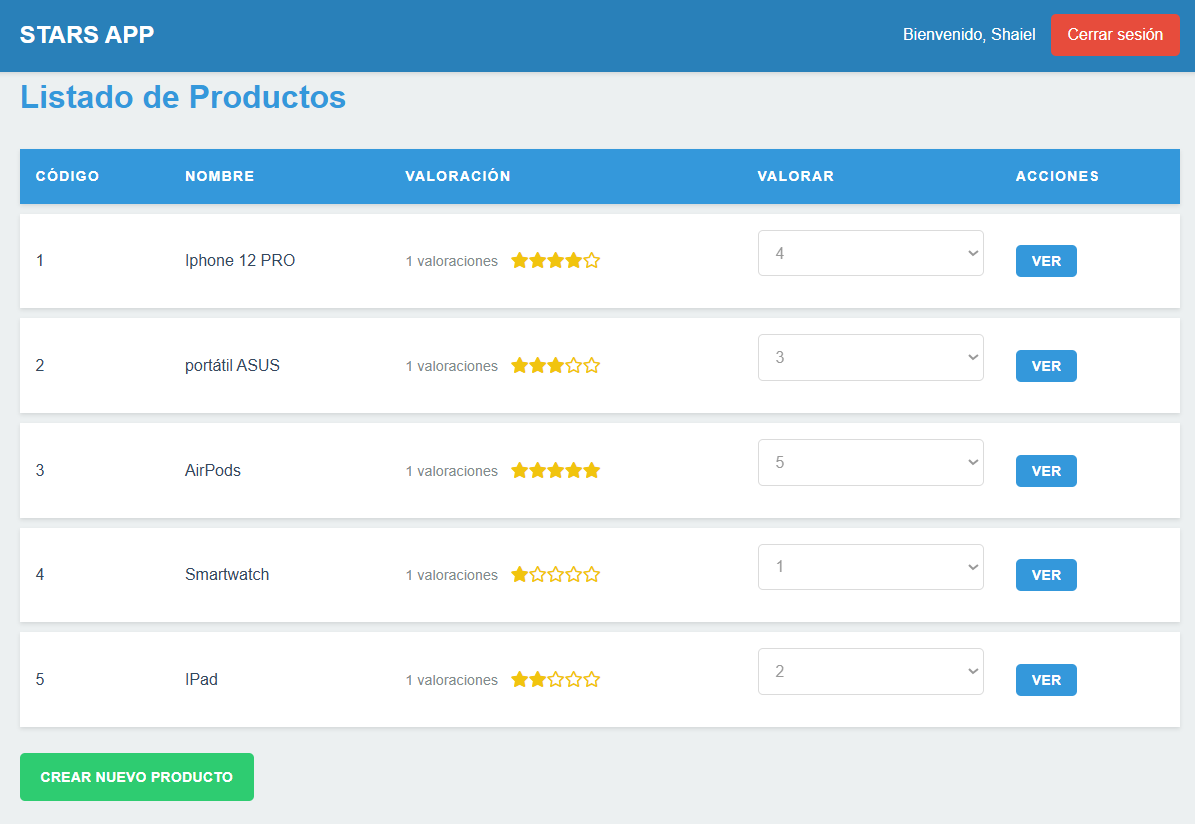 STARS APP
Bienvenido, Shaiel
Cerrar sesión
Listado de Productos
CÓDIGO NOMBRE VALORACIÓN VALORAR ACCIONES
1 Iphone 12 PRO 1 valoraciones 4 VER
2 portátil ASUS 1 valoraciones 3 VER
3 AirPods 1 valoraciones 5 VER
4 Smartwatch 1 valoraciones 1 VER
5 IPad 1 valoraciones 2 VER
CREAR NUEVO PRODUCTO